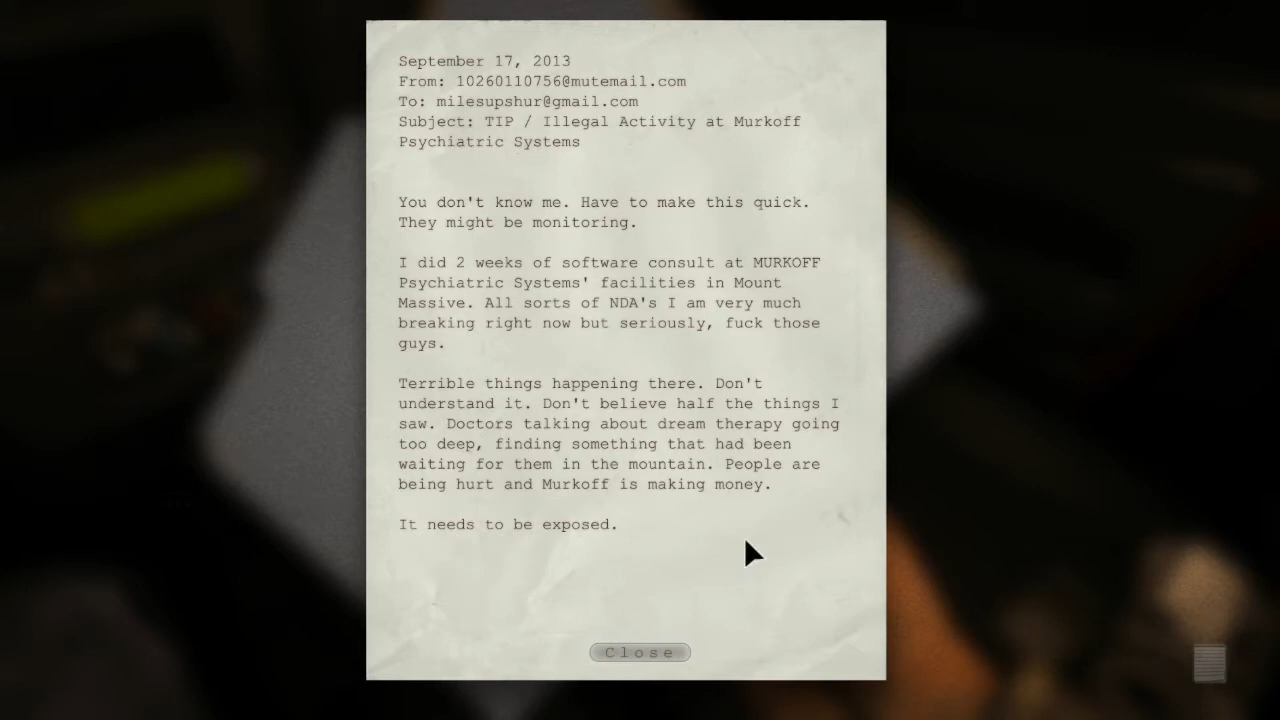 September 17, 2013
From: 10260110756@mutemail.com
To: milesupshur@gmail.com
Subject: TIP / Illegal Activity at Murkoff
Psychiatric Systems
You don't know me. Have to make this quick.
They might be monitoring.
I did 2 weeks of software consult at MURKOFF
Psychiatric Systems' facilities in Mount
Massive. All sorts of NDA's I am very much
breaking right now but seriously, fuck those
guys.
Terrible things happening there. Don't
understand it. Don't believe half the things I
saw. Doctors talking about dream therapy going
too deep, finding something that had been
waiting for them in the mountain. People are
being hurt and Murkoff is making money.
It needs to be exposed.
Close